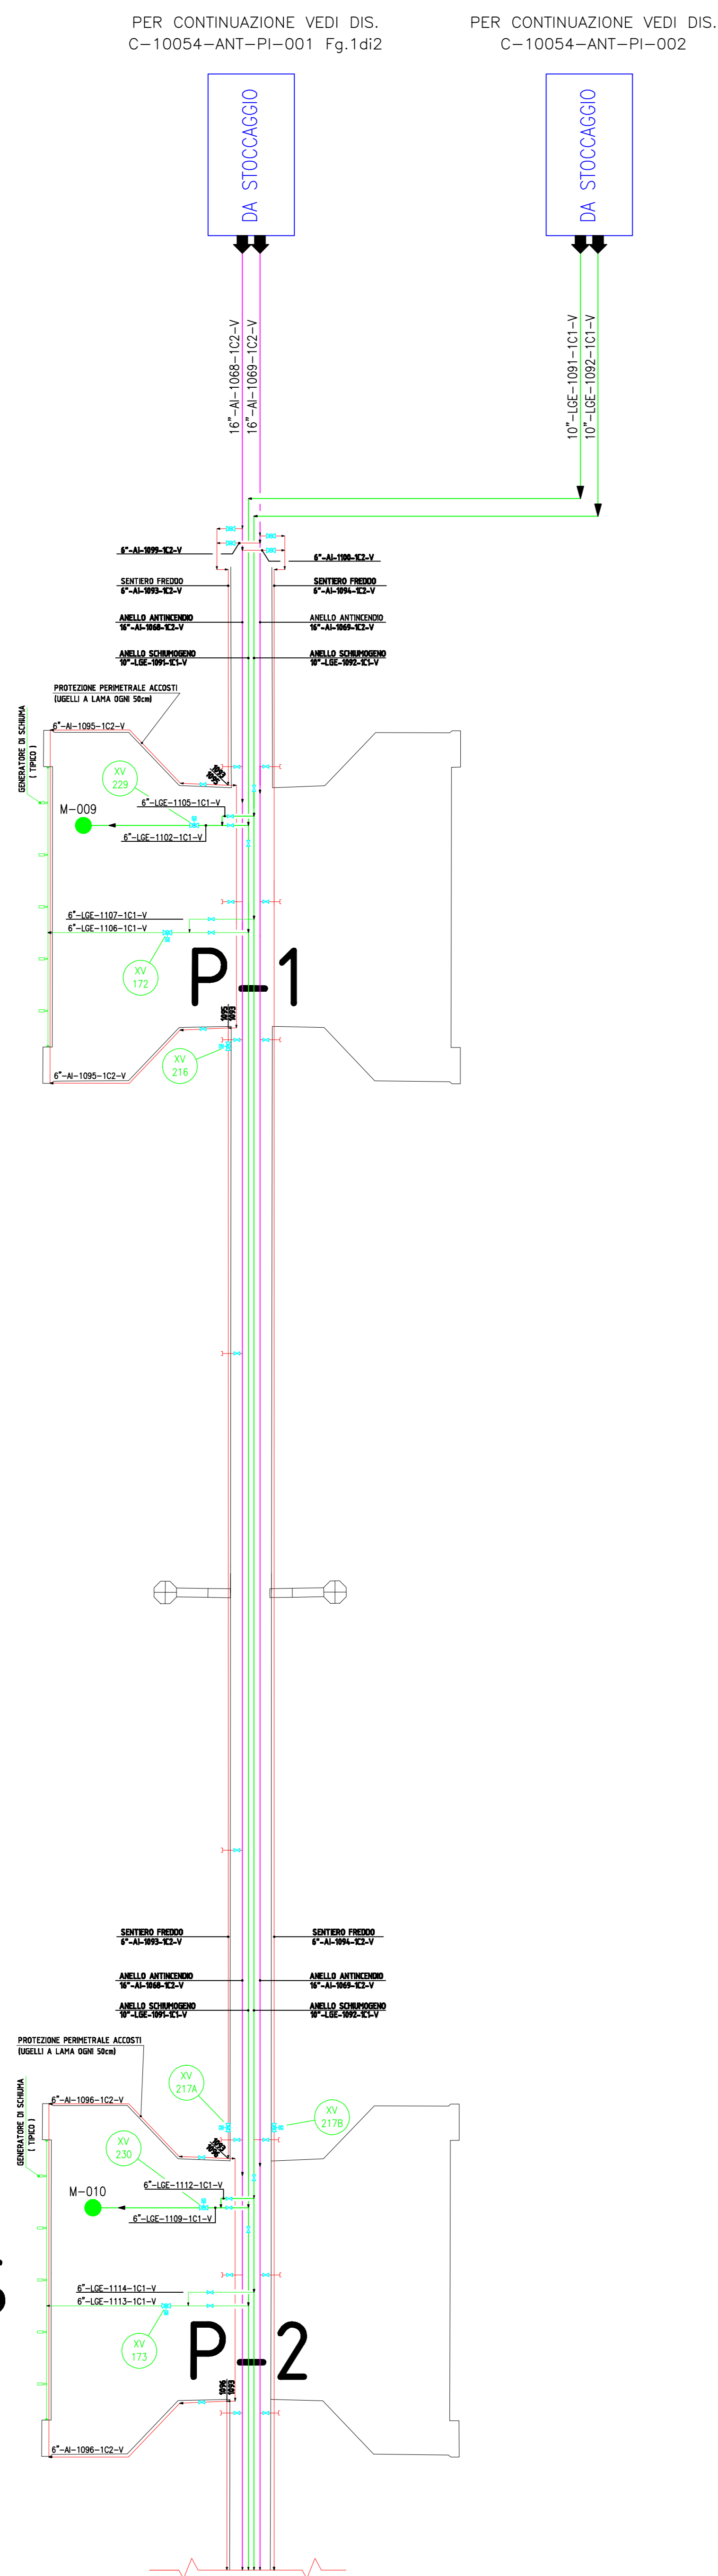 PER CONTINUAZIONE VEDI DIS.
C-10054-ANT-PI-001 Fg.1di2
PER CONTINUAZIONE VEDI DIS.
C-10054-ANT-PI-002
DA STOCCAGGIO
DA STOCCAGGIO
16"-AI-1068-1C2-V
16"-AI-1069-1C2-V
10"-LGE-1091-1C1-V
10"-LGE-1092-1C1-V
6"-AI-1099-1C2-V
6"-AI-1100-1C2-V
SENTIERO FREDDO
6"-AI-1093-1C2-V
SENTIERO FREDDO
6"-AI-1094-1C2-V
ANELLO ANTINCENDIO
16"-AI-1068-1C2-V
ANELLO ANTINCENDIO
16"-AI-1069-1C2-V
ANELLO SCHIUMOGENO
10"-LGE-1091-1C1-V
ANELLO SCHIUMOGENO
10"-LGE-1092-1C1-V
PROTEZIONE PERIMETRALE ACCOSTI
(UGELLI A LAMA OGNI 50cm)
GENERATORE DI SCHIUMA
( TIPICO )
6"-AI-1095-1C2-V
1093
1095
XV
229
M-009
6"-LGE-1105-1C1-V
6"-LGE-1102-1C1-V
6"-LGE-1107-1C1-V
6"-LGE-1106-1C1-V
XV
172
P-1
1095
1093
XV
216
6"-AI-1095-1C2-V
SENTIERO FREDDO
6"-AI-1093-1C2-V
SENTIERO FREDDO
6"-AI-1094-1C2-V
ANELLO ANTINCENDIO
16"-AI-1068-1C2-V
ANELLO ANTINCENDIO
16"-AI-1069-1C2-V
ANELLO SCHIUMOGENO
10"-LGE-1091-1C1-V
ANELLO SCHIUMOGENO
10"-LGE-1092-1C1-V
PROTEZIONE PERIMETRALE ACCOSTI
(UGELLI A LAMA OGNI 50cm)
GENERATORE DI SCHIUMA
( TIPICO )
6"-AI-1096-1C2-V
XV
217A
XV
217B
1093
1096
XV
230
M-010
6"-LGE-1112-1C1-V
6"-LGE-1109-1C1-V
6"-LGE-1114-1C1-V
6"-LGE-1113-1C1-V
XV
173
P-2
1096
1093
6"-AI-1096-1C2-V